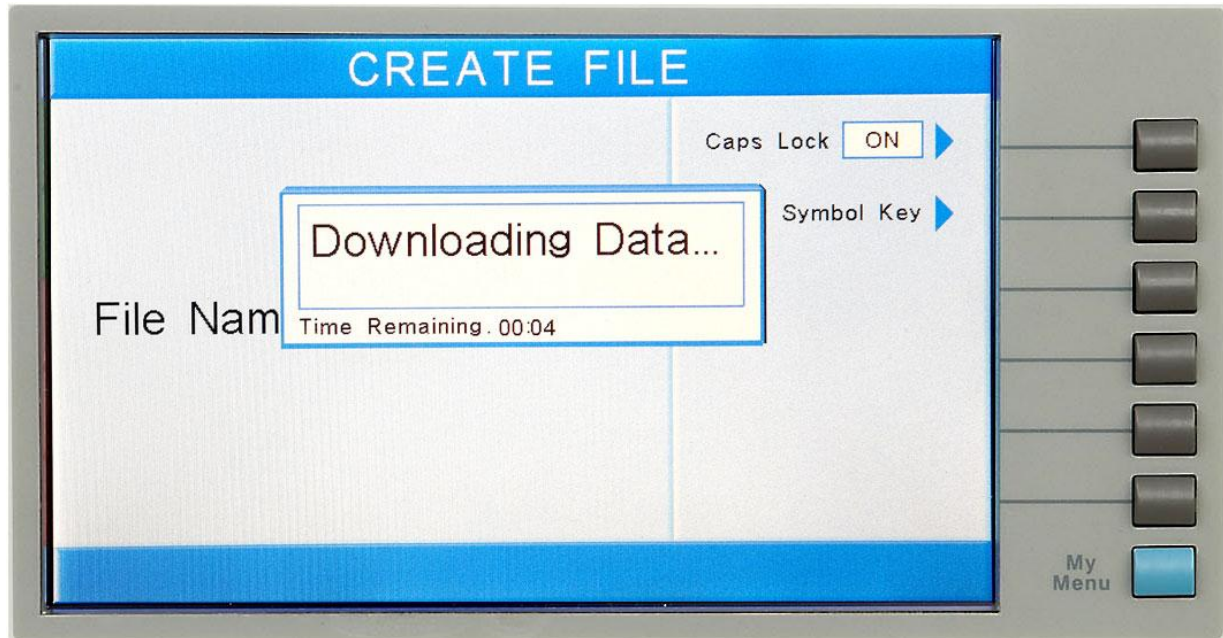 CREATE FILE
Caps Lock ON
Symbol Key
Downloading Data...
File Nam
Time Remaining. 00:04
My
Menu